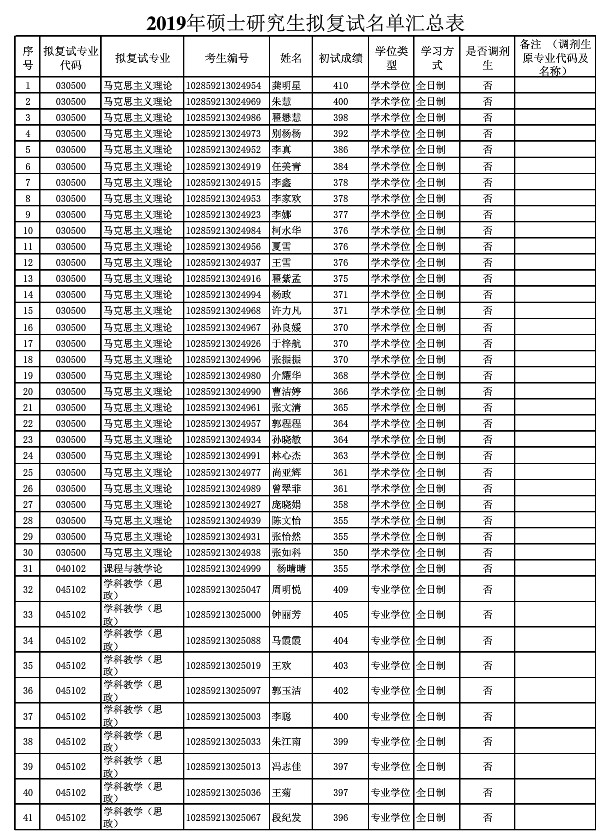 2019年硕士研究生拟复试名单汇总表
序号 拟复试专业代码 拟复试专业 考生编号 姓名 初试成绩 学位类型 学习方式 是否调剂生 备注 （调剂生原专业代码及名称）
1 030500 马克思主义理论 102859213024954 龚明星 410 学术学位 全日制 否
2 030500 马克思主义理论 102859213024969 朱慧 400 学术学位 全日制 否
3 030500 马克思主义理论 102859213024986 翟懋慧 398 学术学位 全日制 否
4 030500 马克思主义理论 102859213024973 别杨杨 392 学术学位 全日制 否
5 030500 马克思主义理论 102859213024952 李真 386 学术学位 全日制 否
6 030500 马克思主义理论 102859213024919 任美青 384 学术学位 全日制 否
7 030500 马克思主义理论 102859213024915 李鑫 378 学术学位 全日制 否
8 030500 马克思主义理论 102859213024953 李家欢 378 学术学位 全日制 否
9 030500 马克思主义理论 102859213024923 李娜 377 学术学位 全日制 否
10 030500 马克思主义理论 102859213024984 柯水华 376 学术学位 全日制 否
11 030500 马克思主义理论 102859213024956 夏雪 376 学术学位 全日制 否
12 030500 马克思主义理论 102859213024937 王雪 376 学术学位 全日制 否
13 030500 马克思主义理论 102859213024916 翟紫孟 375 学术学位 全日制 否
14 030500 马克思主义理论 102859213024994 杨政 371 学术学位 全日制 否
15 030500 马克思主义理论 102859213024968 许力凡 371 学术学位 全日制 否
16 030500 马克思主义理论 102859213024967 孙良媛 370 学术学位 全日制 否
17 030500 马克思主义理论 102859213024926 于梓航 370 学术学位 全日制 否
18 030500 马克思主义理论 102859213024996 张振振 370 学术学位 全日制 否
19 030500 马克思主义理论 102859213024980 介耀华 368 学术学位 全日制 否
20 030500 马克思主义理论 102859213024990 曹洁婷 366 学术学位 全日制 否
21 030500 马克思主义理论 102859213024961 张文清 365 学术学位 全日制 否
22 030500 马克思主义理论 102859213024957 郭程程 364 学术学位 全日制 否
23 030500 马克思主义理论 102859213024934 孙晓敏 364 学术学位 全日制 否
24 030500 马克思主义理论 102859213024991 林心杰 363 学术学位 全日制 否
25 030500 马克思主义理论 102859213024977 尚亚辉 361 学术学位 全日制 否
26 030500 马克思主义理论 102859213024989 曾翠菲 361 学术学位 全日制 否
27 030500 马克思主义理论 102859213024927 庞晓娟 358 学术学位 全日制 否
28 030500 马克思主义理论 102859213024939 陈文怡 355 学术学位 全日制 否
29 030500 马克思主义理论 102859213024931 张怡然 355 学术学位 全日制 否
30 030500 马克思主义理论 102859213024938 张如科 350 学术学位 全日制 否
31 040102 课程与教学论 102859213024999 杨晴晴 355 学术学位 全日制 否
32 045102 学科教学（思政） 102859213025047 周明悦 409 专业学位 全日制 否
33 045102 学科教学（思政） 102859213025000 钟丽芳 405 专业学位 全日制 否
34 045102 学科教学（思政） 102859213025088 马霞霞 404 专业学位 全日制 否
35 045102 学科教学（思政） 102859213025019 王欢 403 专业学位 全日制 否
36 045102 学科教学（思政） 102859213025097 郭玉洁 402 专业学位 全日制 否
37 045102 学科教学（思政） 102859213025003 李聪 400 专业学位 全日制 否
38 045102 学科教学（思政） 102859213025033 朱江南 399 专业学位 全日制 否
39 045102 学科教学（思政） 102859213025013 冯志佳 397 专业学位 全日制 否
40 045102 学科教学（思政） 102859213025036 王菊 397 专业学位 全日制 否
41 045102 学科教学（思政） 102859213025067 段纪发 396 专业学位 全日制 否